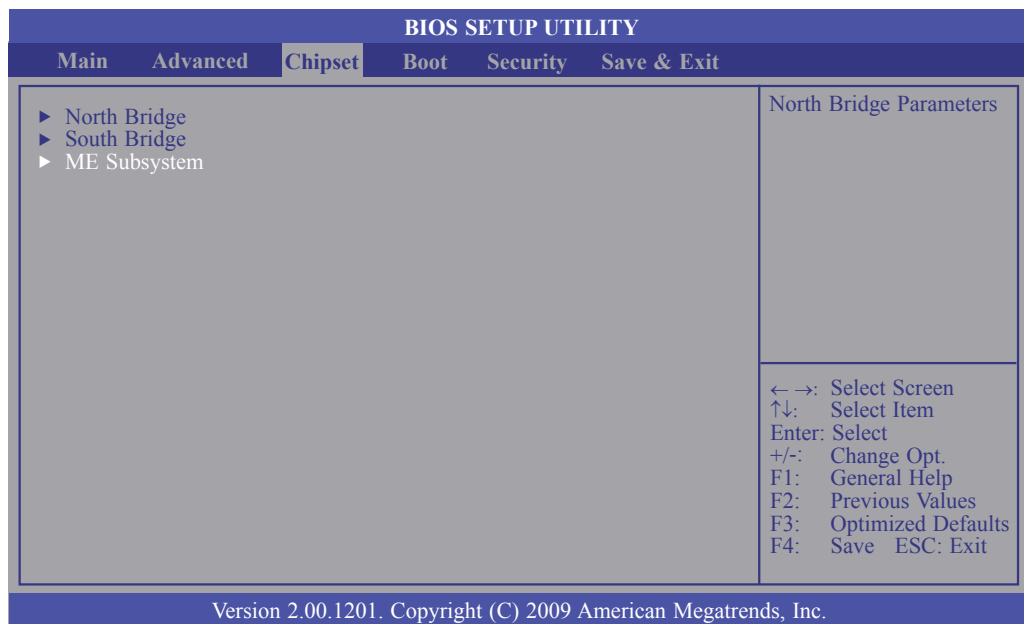 BIOS SETUP UTILITY
Main Advanced Chipset Boot Security Save & Exit
► North Bridge
► South Bridge
► ME Subsystem
North Bridge Parameters
← →: Select Screen
↑↓: Select Item
Enter: Select
+/-: Change Opt.
F1: General Help
F2: Previous Values
F3: Optimized Defaults
F4: Save ESC: Exit
Version 2.00.1201. Copyright (C) 2009 American Megatrends, Inc.